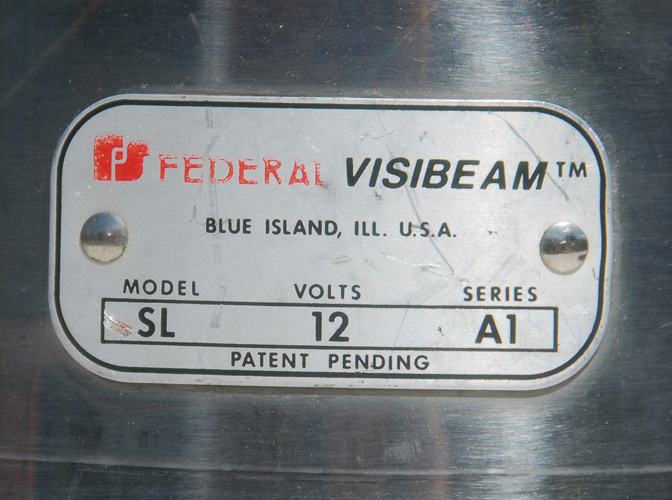 FEDERAL VISIBEAM™
BLUE ISLAND, ILL. U.S.A.
MODEL VOLTS SERIES
SL 12 A1
PATENT PENDING